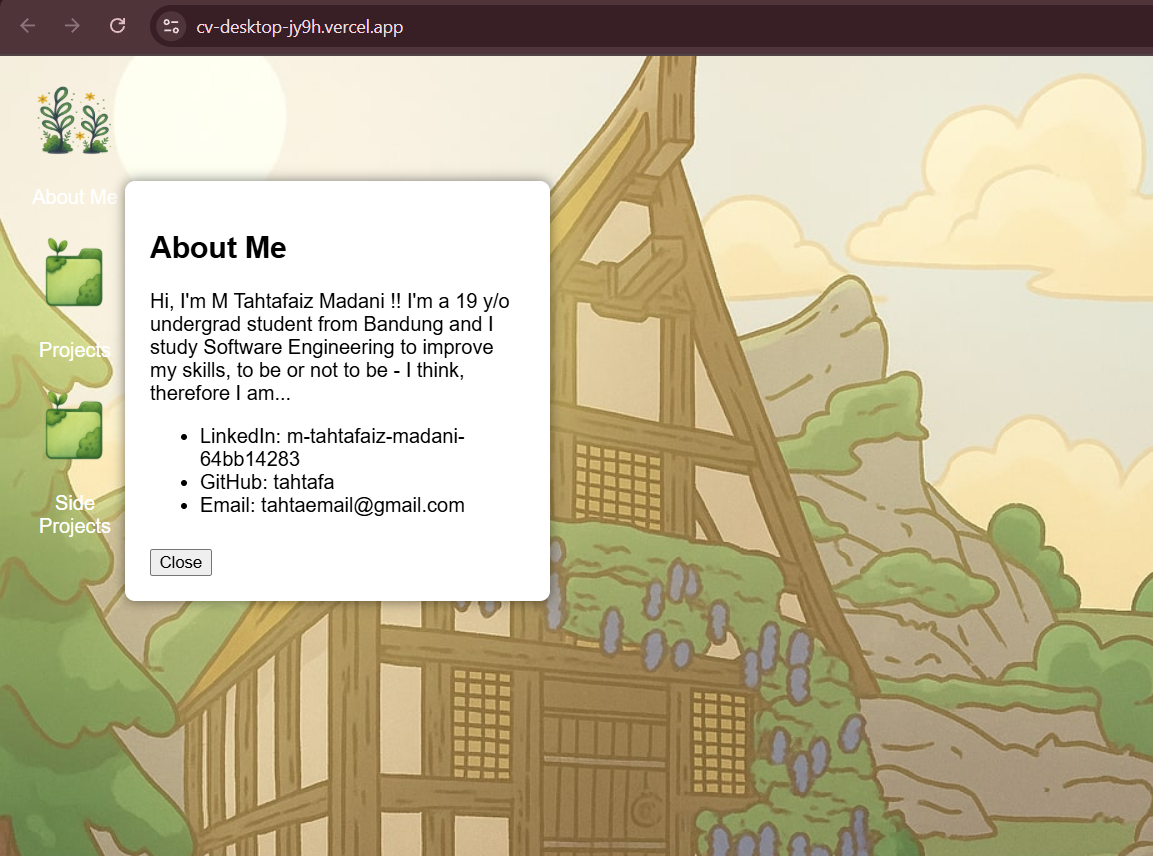 cv-desktop-jy9h.vercel.app
About Me
Projects
Side
Projects
About Me
Hi, I'm M Tahtafaiz Madani !! I'm a 19 y/o
undergrad student from Bandung and I
study Software Engineering to improve
my skills, to be or not to be - I think,
therefore I am...
LinkedIn: m-tahtafaiz-madani-
64bb14283
GitHub: tahtafa
Email: tahtaemail@gmail.com
Close